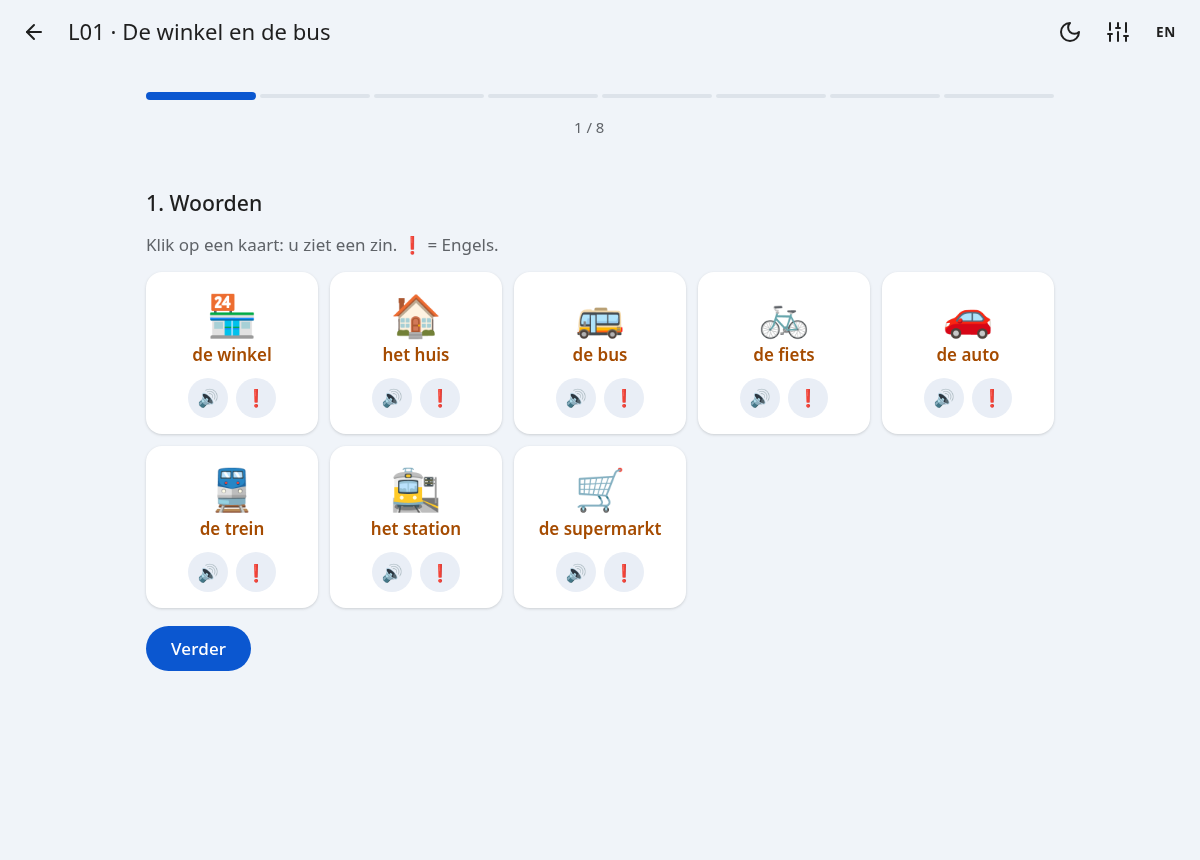 L01 · De winkel en de bus
EN
1 / 8
1. Woorden
Klik op een kaart: u ziet een zin. ❗ = Engels.
24
de winkel
het huis
de bus
de fiets
de auto
de trein
het station
de supermarkt
Verder